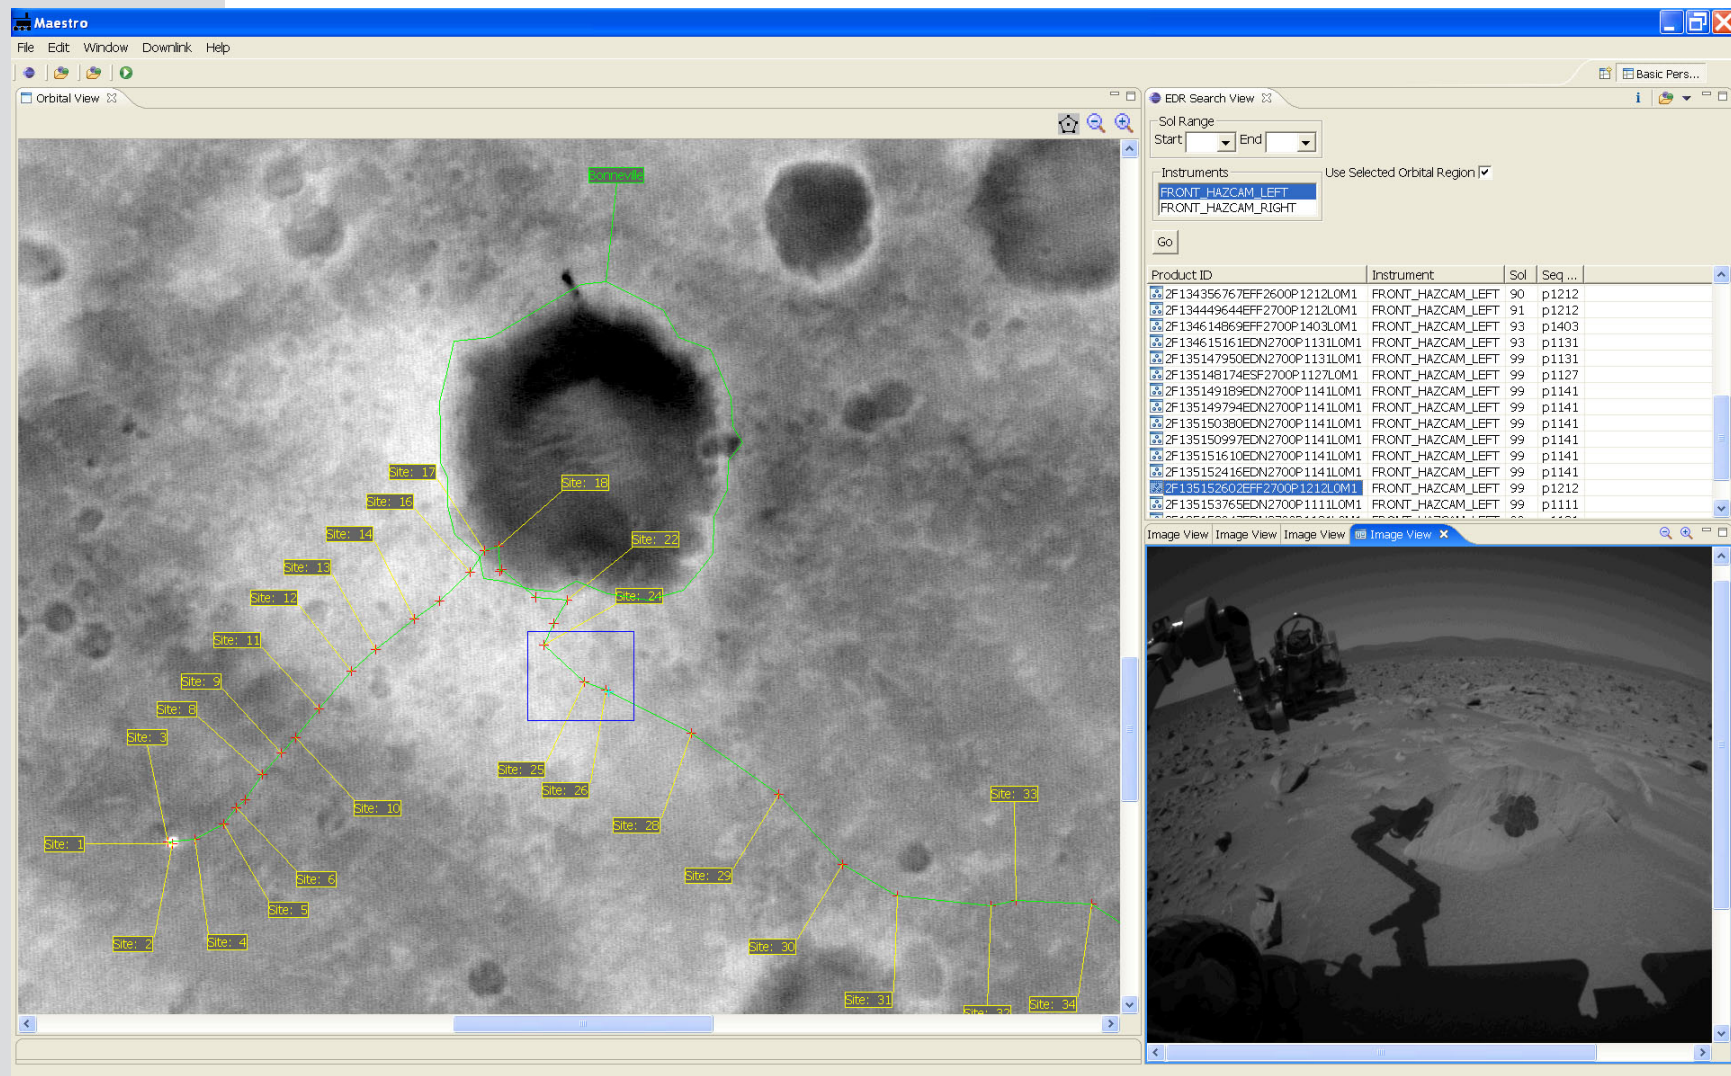 Maestro
File Edit Window Downlink Help
Basic Pers...
Orbital View
Bonneville
Site: 17
Site: 18
Site: 16
Site: 14
Site: 22
Site: 13
Site: 12
Site: 24
Site: 11
Site: 9
Site: 8
Site: 3
Site: 25
Site: 26
Site: 33
Site: 10
Site: 28
Site: 1
Site: 6
Site: 29
Site: 5
Site: 2
Site: 4
Site: 30
Site: 31
Site: 34
Site: 32
EDR Search View
Sol Range
Start End
Instruments
Use Selected Orbital Region
FRONT_HAZCAM_LEFT
FRONT_HAZCAM_RIGHT
Go
Product ID Instrument Sol Seq ...
2F134356767EFF2600P1212L0M1 FRONT_HAZCAM_LEFT 90 p1212
2F134449644EFF2700P1212L0M1 FRONT_HAZCAM_LEFT 91 p1212
2F134614869EFF2700P1403L0M1 FRONT_HAZCAM_LEFT 93 p1403
2F134615161EDN2700P1131L0M1 FRONT_HAZCAM_LEFT 93 p1131
2F135147950EDN2700P1131L0M1 FRONT_HAZCAM_LEFT 99 p1131
2F135148174ESF2700P1127L0M1 FRONT_HAZCAM_LEFT 99 p1127
2F135149189EDN2700P1141L0M1 FRONT_HAZCAM_LEFT 99 p1141
2F135149794EDN2700P1141L0M1 FRONT_HAZCAM_LEFT 99 p1141
2F135150380EDN2700P1141L0M1 FRONT_HAZCAM_LEFT 99 p1141
2F135150997EDN2700P1141L0M1 FRONT_HAZCAM_LEFT 99 p1141
2F135151610EDN2700P1141L0M1 FRONT_HAZCAM_LEFT 99 p1141
2F135152416EDN2700P1141L0M1 FRONT_HAZCAM_LEFT 99 p1141
2F135152602EFF2700P1212L0M1 FRONT_HAZCAM_LEFT 99 p1212
2F135153765EDN2700P1111L0M1 FRONT_HAZCAM_LEFT 99 p1111
Image View Image View Image View Image View